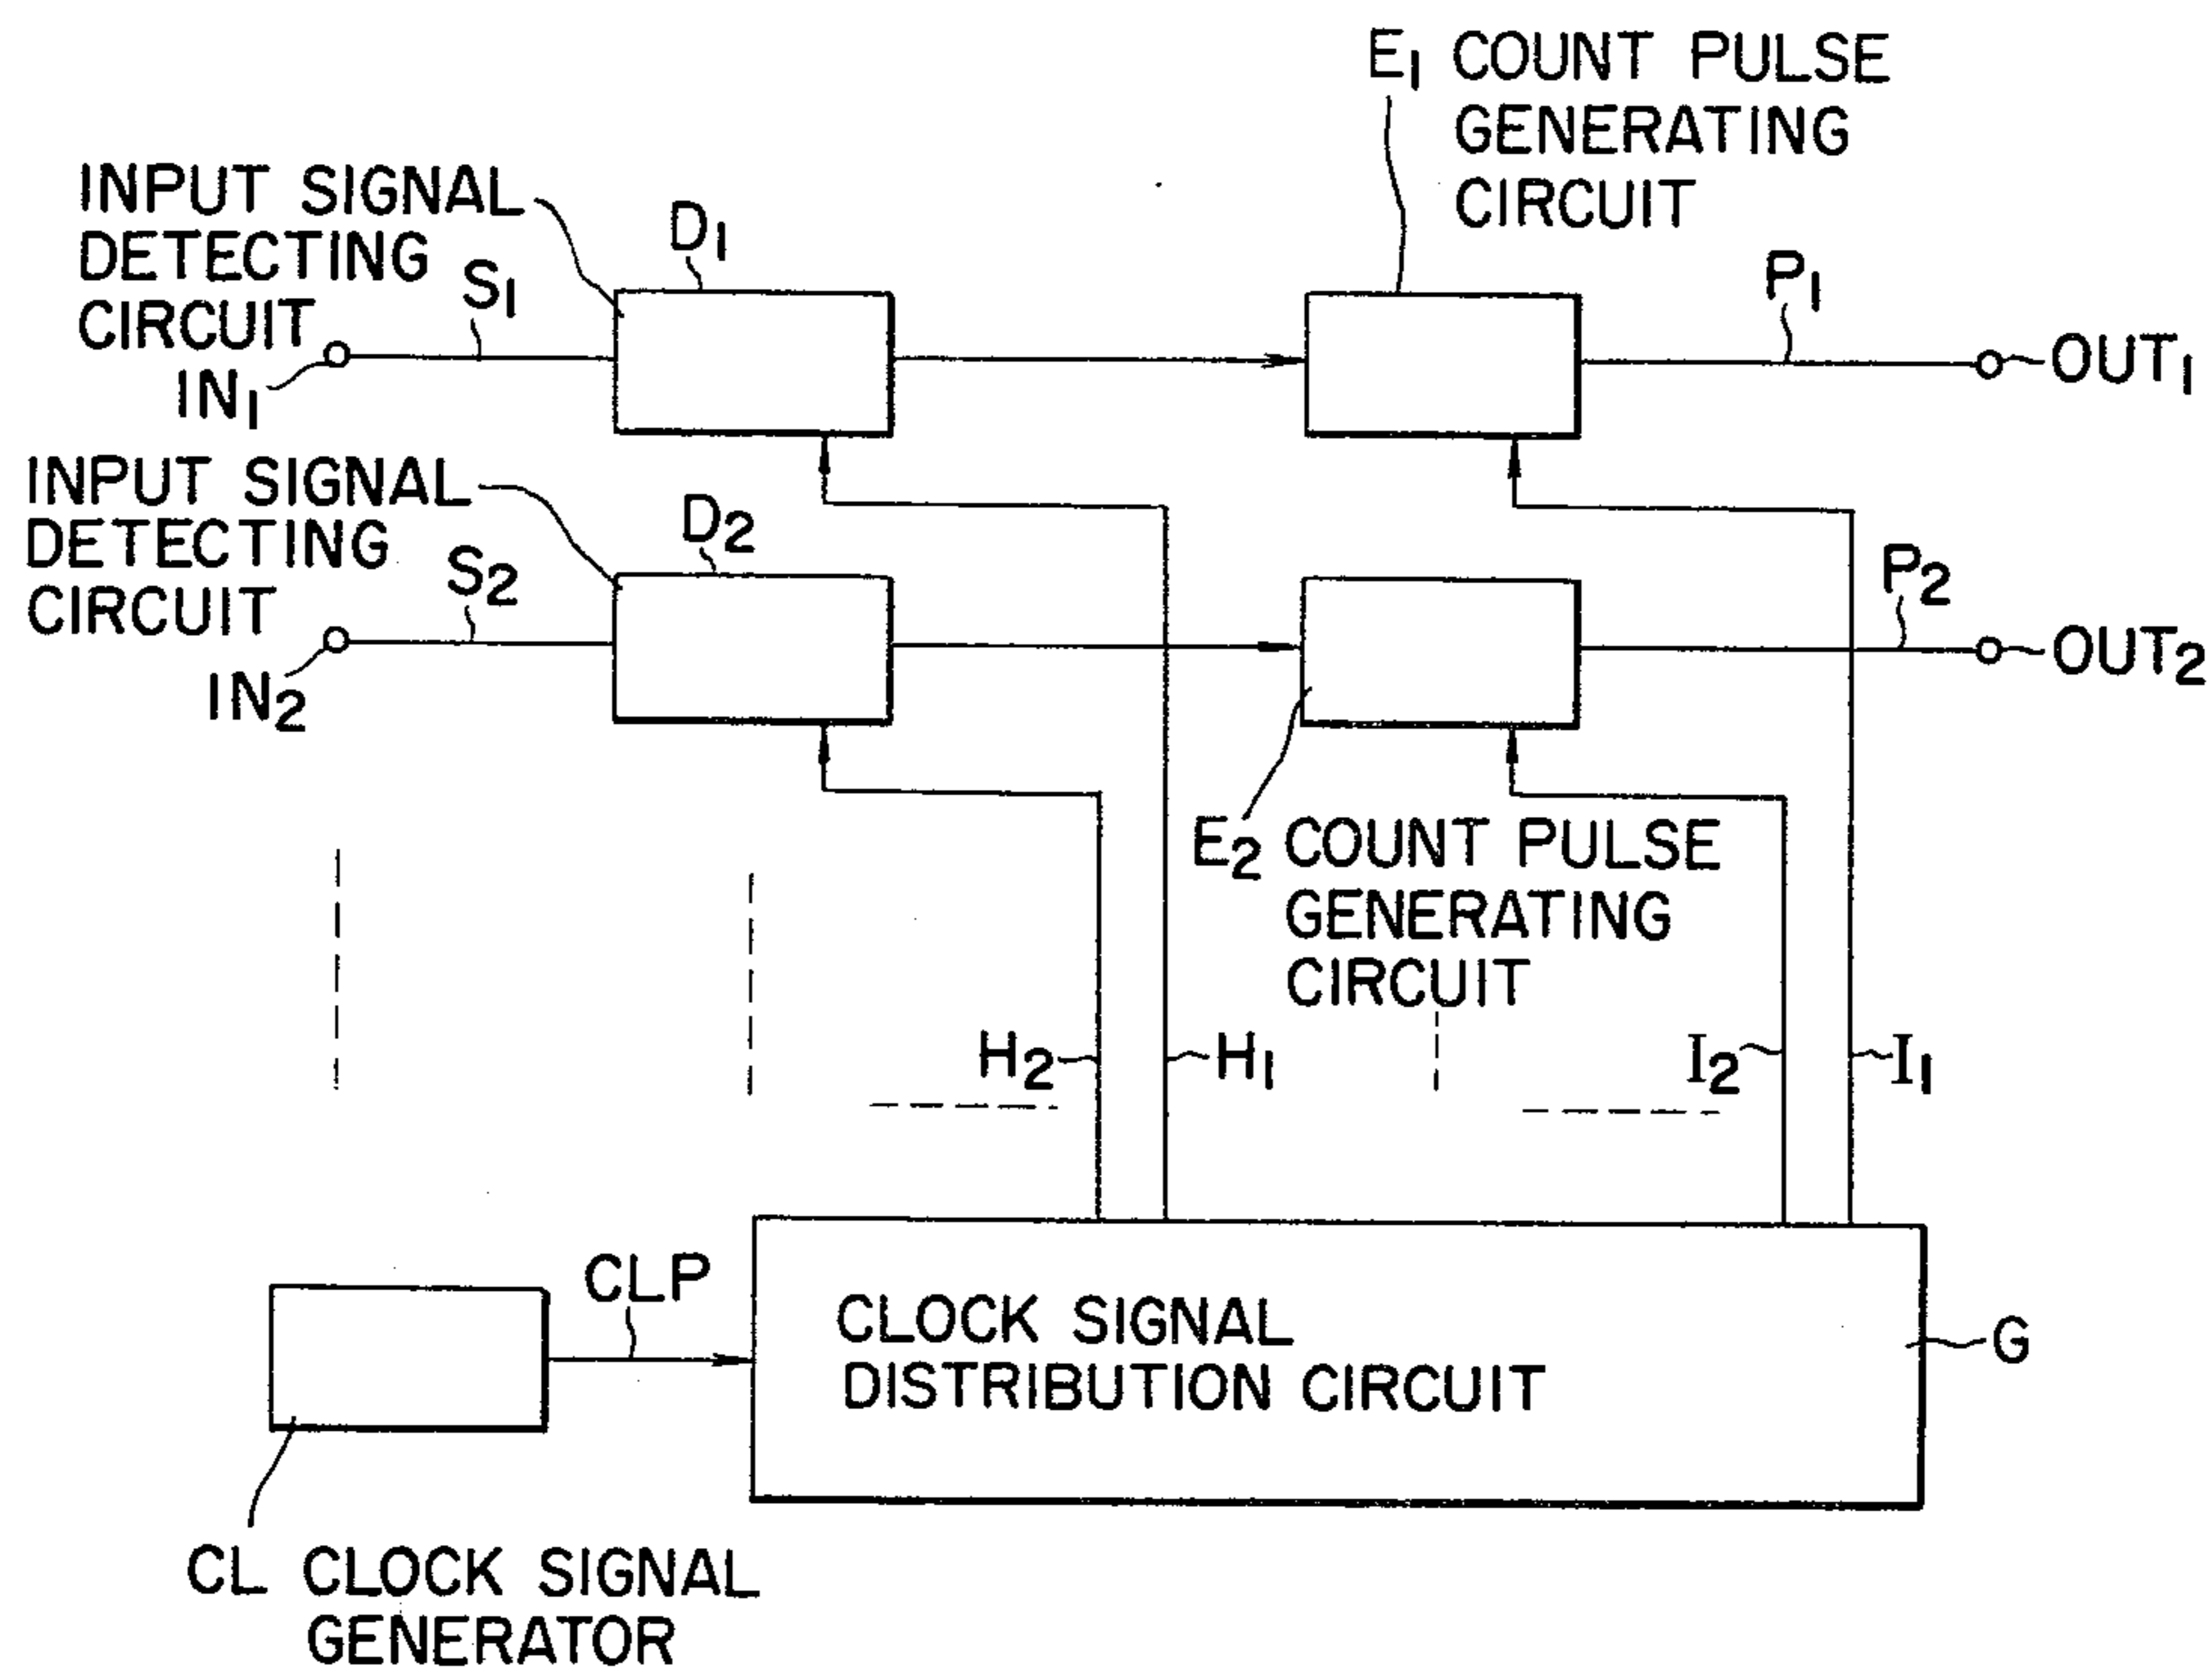 E1 COUNT PULSE
GENERATING
CIRCUIT
INPUT SIGNAL
DETECTING
CIRCUIT
D1
S1
P1
IN1
OUT1
INPUT SIGNAL
DETECTING
CIRCUIT
D2
S2
P2
IN2
OUT2
E2 COUNT PULSE
GENERATING
CIRCUIT
H2
H1
I2
I1
CLP
CLOCK SIGNAL
DISTRIBUTION CIRCUIT
G
CL CLOCK SIGNAL
GENERATOR